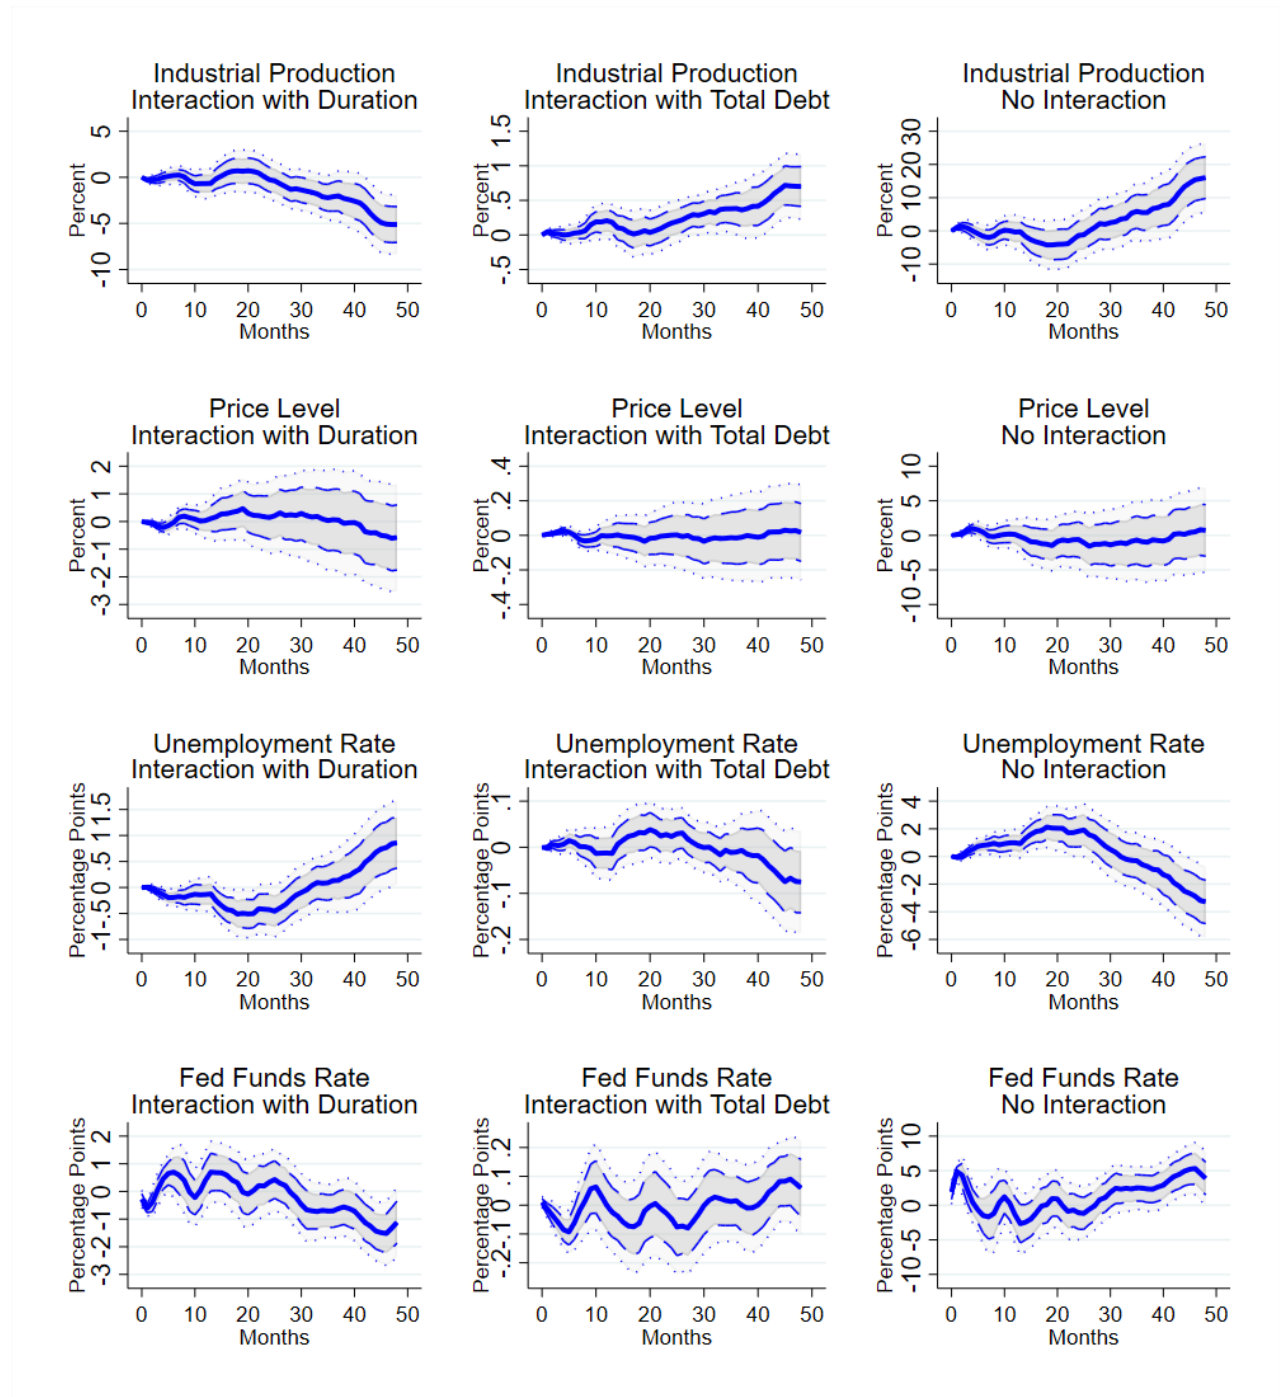 Industrial Production
Interaction with Duration
Percent
5
0
-5
-10
0 10 20 30 40 50
Months
Industrial Production
Interaction with Total Debt
Percent
1.5
1
.5
0
-.5
0 10 20 30 40 50
Months
Industrial Production
No Interaction
Percent
30
20
10
0
-10
0 10 20 30 40 50
Months
Price Level
Interaction with Duration
Percent
2
1
0
-1
-2
-3
0 10 20 30 40 50
Months
Price Level
Interaction with Total Debt
Percent
.4
.2
0
-.2
-.4
0 10 20 30 40 50
Months
Price Level
No Interaction
Percent
10
5
0
-5
-10
0 10 20 30 40 50
Months
Unemployment Rate
Interaction with Duration
Percentage Points
1.5
1
.5
0
-.5
-1
0 10 20 30 40 50
Months
Unemployment Rate
Interaction with Total Debt
Percentage Points
.1
0
-.1
-.2
0 10 20 30 40 50
Months
Unemployment Rate
No Interaction
Percentage Points
4
2
0
-2
-4
-6
0 10 20 30 40 50
Months
Fed Funds Rate
Interaction with Duration
Percentage Points
2
1
0
-1
-2
-3
0 10 20 30 40 50
Months
Fed Funds Rate
Interaction with Total Debt
Percentage Points
.2
.1
0
-.1
-.2
0 10 20 30 40 50
Months
Fed Funds Rate
No Interaction
Percentage Points
10
5
0
-5
-10
0 10 20 30 40 50
Months